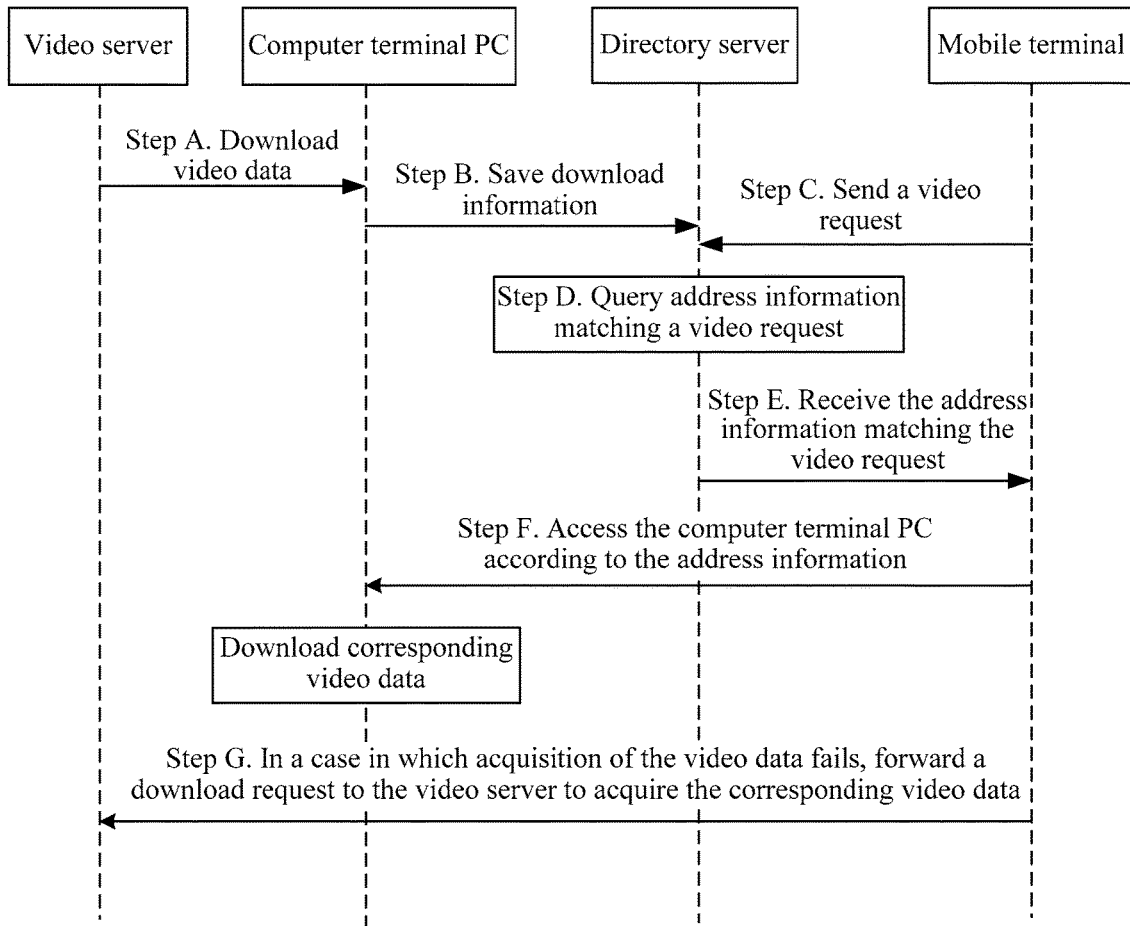 Video server
Computer terminal PC
Directory server
Mobile terminal
Step A. Download
video data
Step B. Save download
information
Step C. Send a video
request
Step D. Query address information
matching a video request
Step E. Receive the address
information matching the
video request
Step F. Access the computer terminal PC
according to the address information
Download corresponding
video data
Step G. In a case in which acquisition of the video data fails, forward a
download request to the video server to acquire the corresponding video data